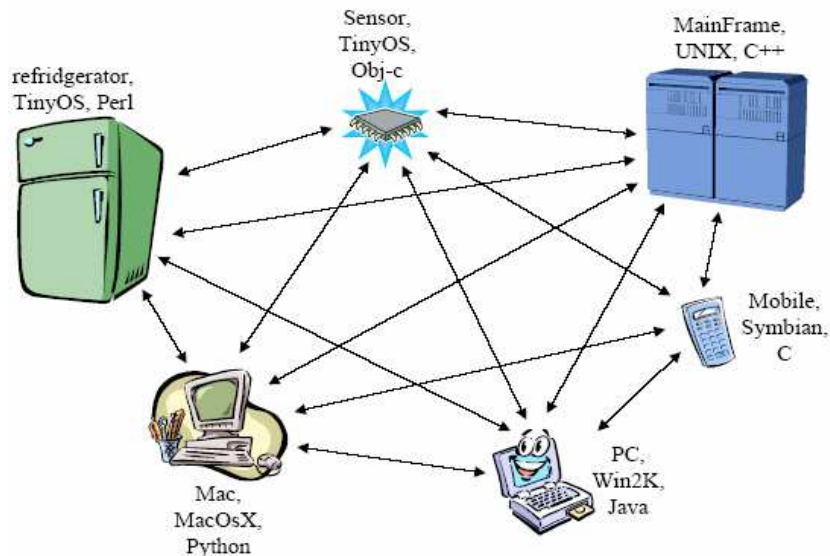 Sensor,
TinyOS,
Obj-c
MainFrame,
UNIX, C++
refridgerator,
TinyOS, Perl
Mobile,
Symbian,
C
PC,
Win2K,
Java
Mac,
MacOsX,
Python